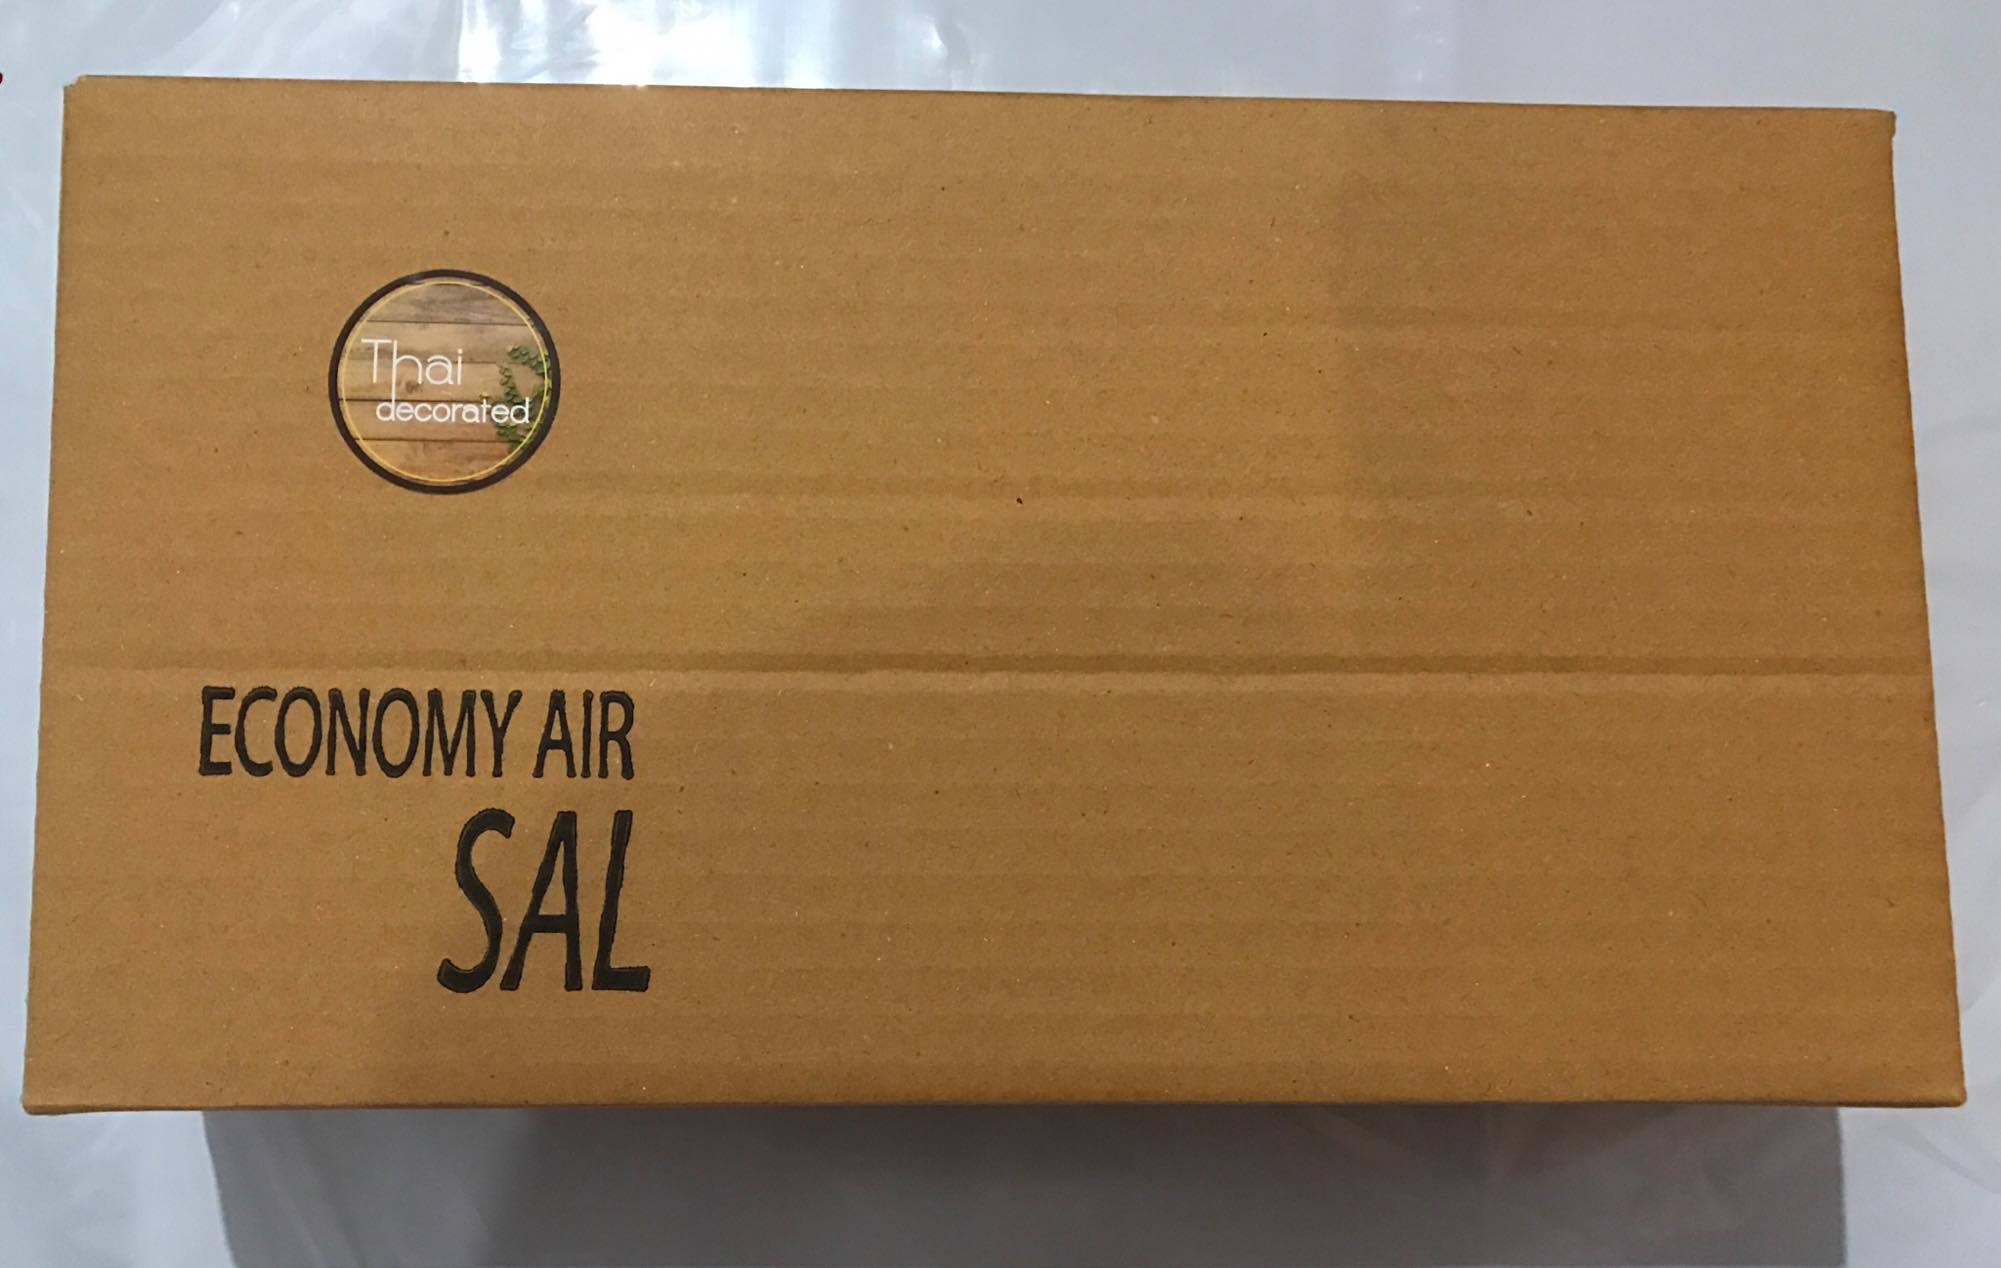 Thai
decorated
ECONOMY AIR
SAL